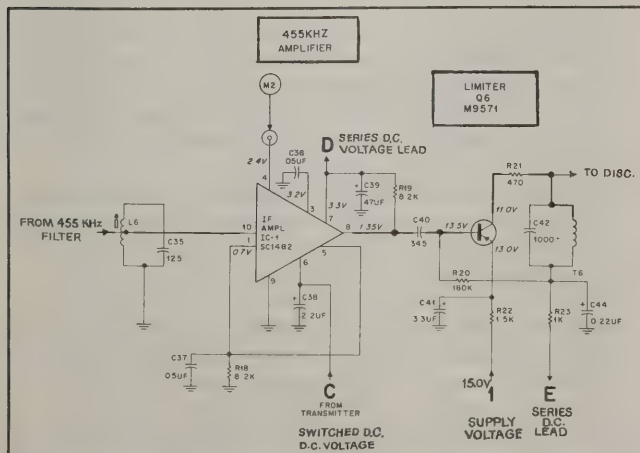 455KHZ
AMPLIFIER
M2
LIMITER
Q6
M9571
2.4V
4
C36
.05UF
3.2V
3
D
SERIES D.C.
VOLTAGE LEAD
C39
47UF
3.3V
7
R19
8.2K
R21
470
TO DISC.
FROM 455 KHz
FILTER
L6
C35
125
10
1
0.7V
IF
AMPL
IC-1
SC1482
8
1.35V
5
6
9
C40
345
13.5V
11.0V
13.0V
C42
1000
T6
R20
180K
C38
2.2UF
C41
3.3UF
R22
1.5K
R23
1K
C44
0.22UF
C37
.05UF
R18
8.2K
C
FROM
TRANSMITTER
SWITCHED D.C.
D.C. VOLTAGE
15.0V
1
SUPPLY
VOLTAGE
E
SERIES
D.C.
LEAD